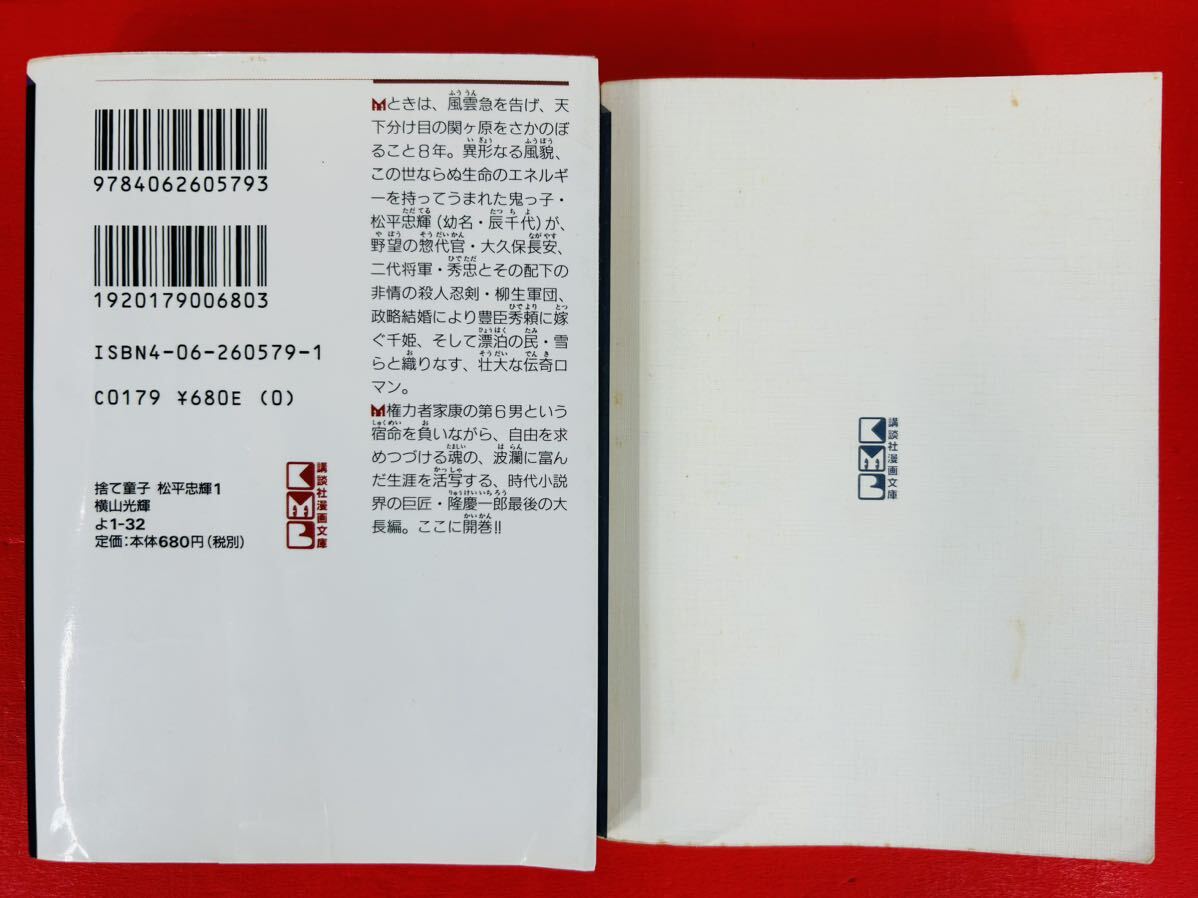 9784062605793
1920179006803
ISBN4-06-260579-1
C0179 ¥680E (0)
捨て童子 松平忠輝1
横山光輝
よ1-32
定価：本体680円（税別）
KMB
講談社漫画文庫
Mときは、風雲急を告げ、天
下分け目の関ヶ原をさかのぼ
ること8年。異形なる風貌、
この世ならぬ生命のエネルギ
ーを持ってうまれた鬼っ子・
松平忠輝（幼名・辰千代）が、
野望の惣代官・大久保長安、
二代将軍・秀忠とその配下の
非情の殺人忍剣・柳生軍団、
政略結婚により豊臣秀頼に嫁
ぐ千姫、そして漂泊の民・雪
らと織りなす、壮大な伝奇ロ
マン。
M権力者家康の第6男という
宿命を負いながら、自由を求
めつづける魂の、波瀾に富ん
だ生涯を活写する、時代小説
界の巨匠・隆慶一郎最後の大
長編。ここに開巻!!
KMB
講談社漫画文庫